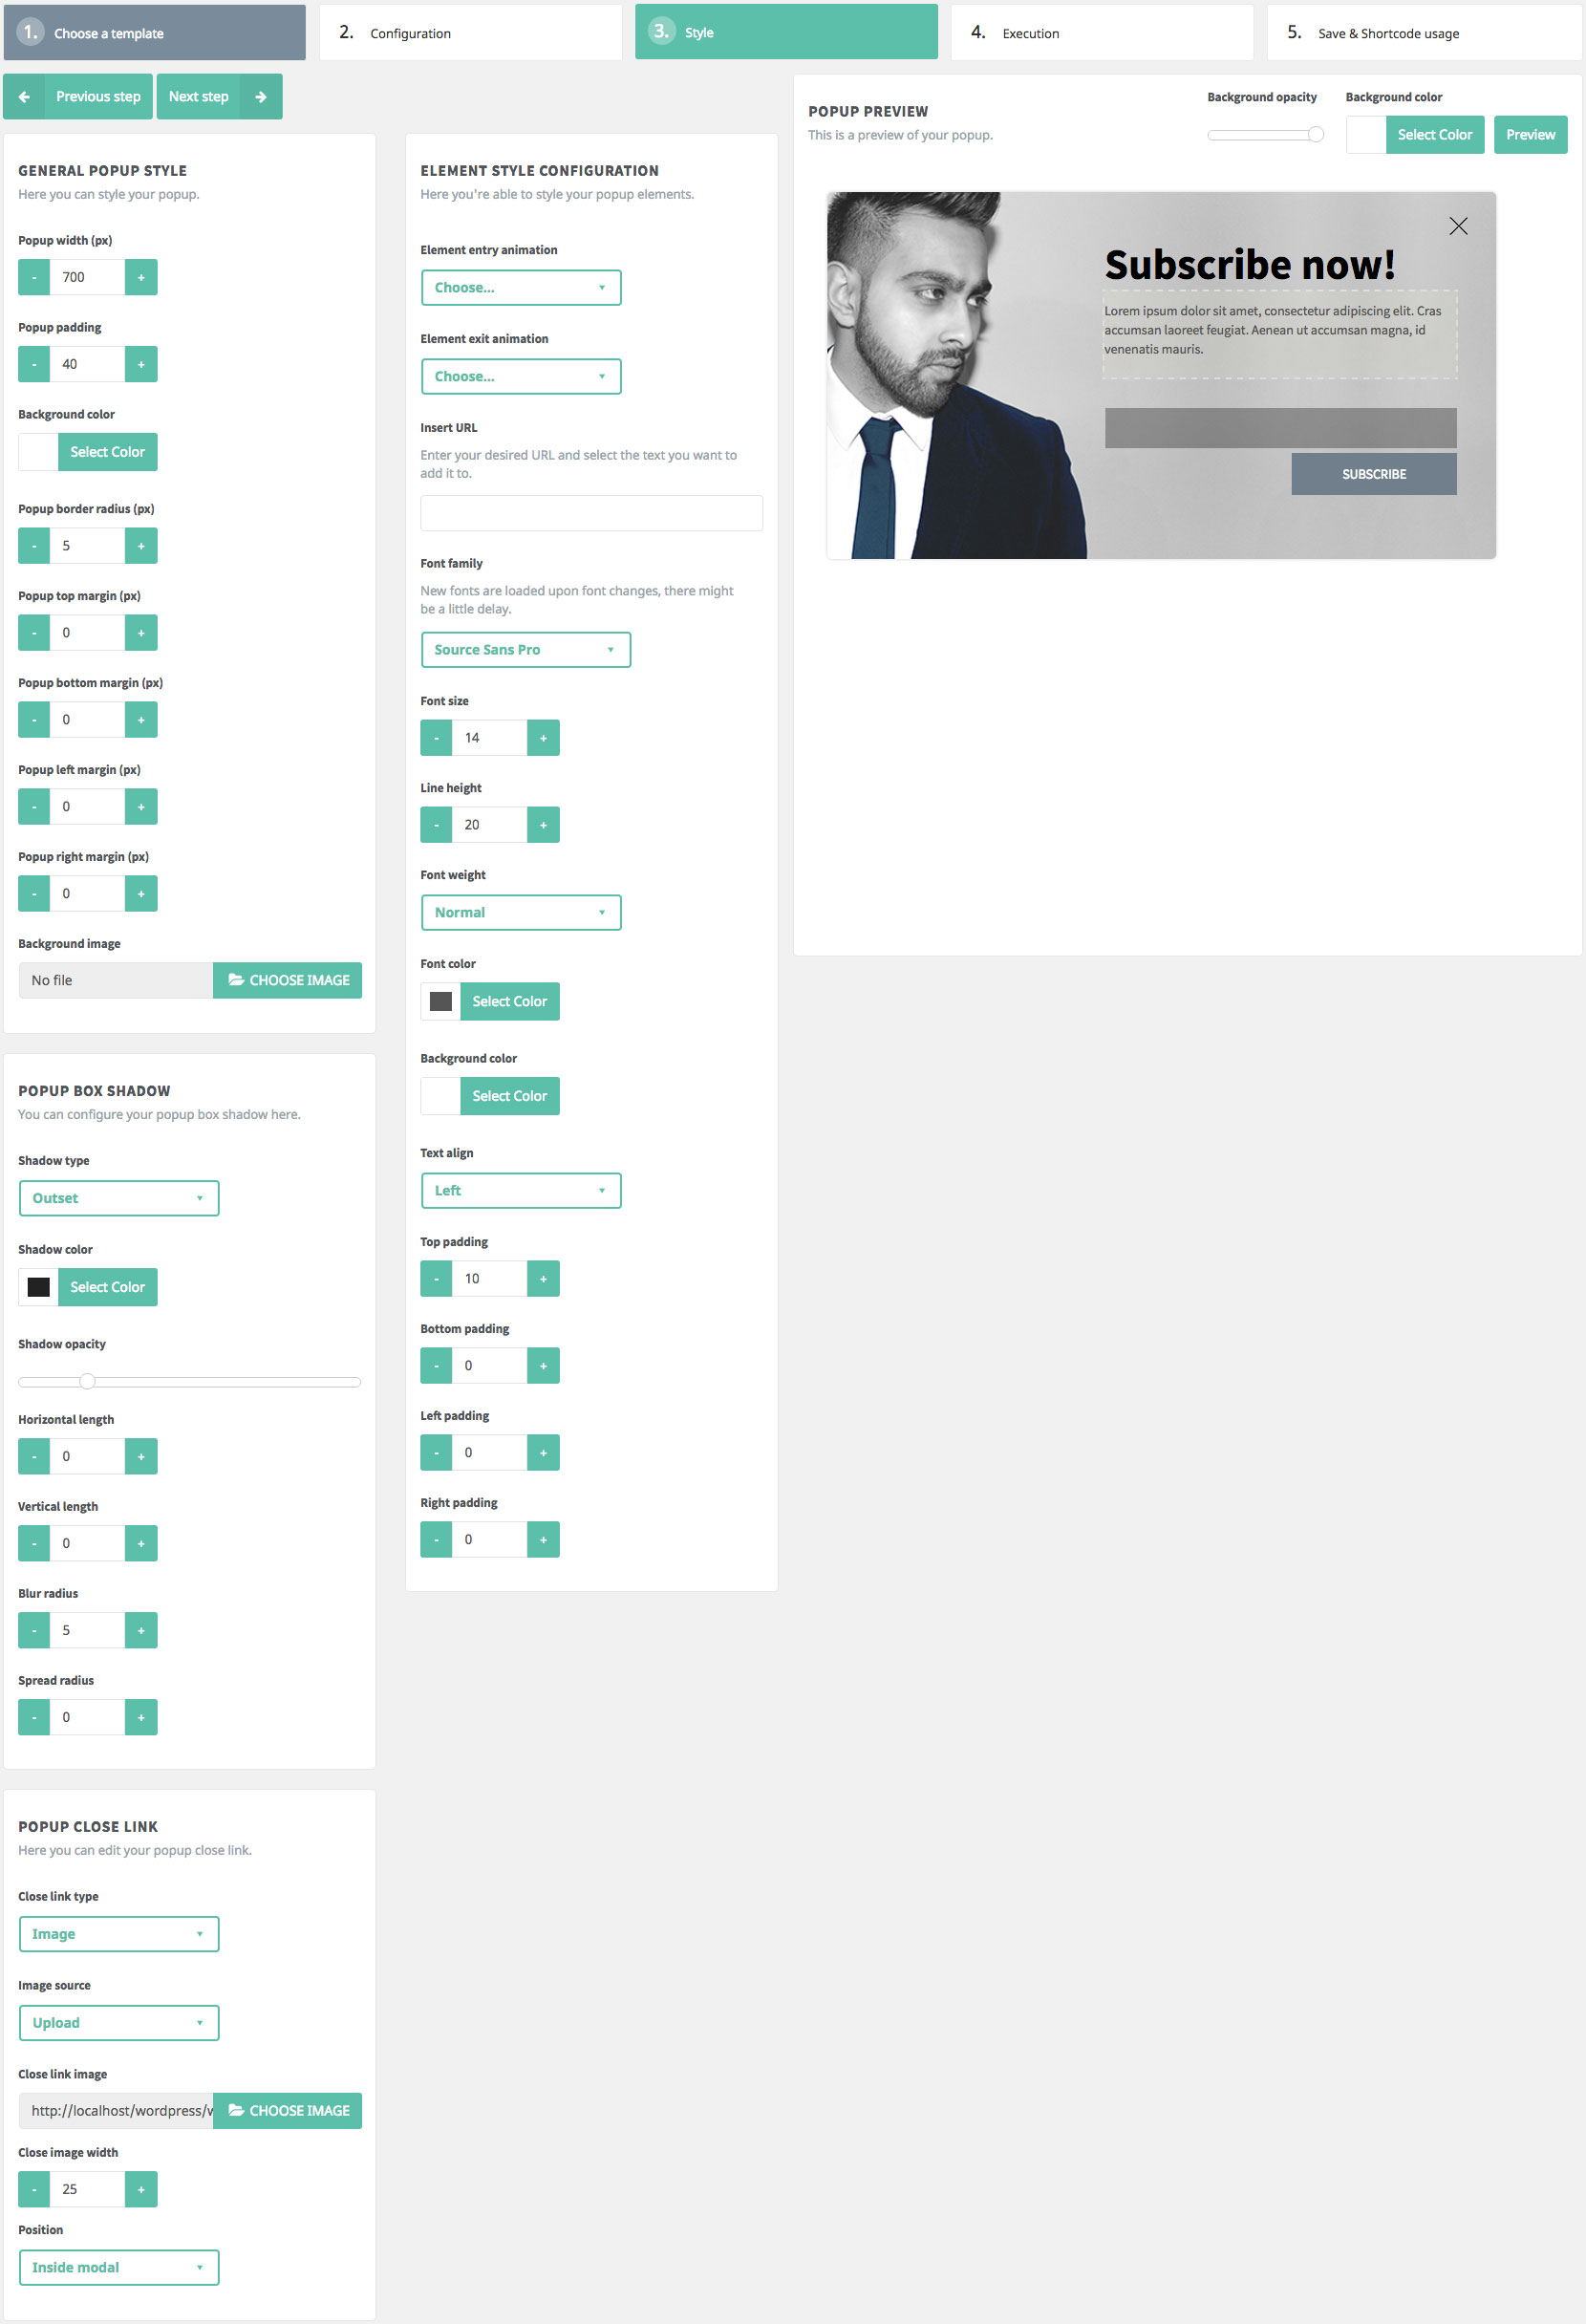 1. Choose a template
2. Configuration
3. Style
4. Execution
5. Save & Shortcode usage
Previous step
Next step
GENERAL POPUP STYLE
Here you can style your popup.
Popup width (px)
- 700 +
Popup padding
- 40 +
Background color
Select Color
Popup border radius (px)
- 5 +
Popup top margin (px)
- 0 +
Popup bottom margin (px)
- 0 +
Popup left margin (px)
- 0 +
Popup right margin (px)
- 0 +
Background image
No file CHOOSE IMAGE
POPUP BOX SHADOW
You can configure your popup box shadow here.
Shadow type
Outset
Shadow color
Select Color
Shadow opacity
Horizontal length
- 0 +
Vertical length
- 0 +
Blur radius
- 5 +
Spread radius
- 0 +
POPUP CLOSE LINK
Here you can edit your popup close link.
Close link type
Image
Image source
Upload
Close link image
http://localhost/wordpress/w CHOOSE IMAGE
Close image width
- 25 +
Position
Inside modal
ELEMENT STYLE CONFIGURATION
Here you're able to style your popup elements.
Element entry animation
Choose...
Element exit animation
Choose...
Insert URL
Enter your desired URL and select the text you want to
add it to.
Font family
New fonts are loaded upon font changes, there might
be a little delay.
Source Sans Pro
Font size
- 14 +
Line height
- 20 +
Font weight
Normal
Font color
Select Color
Background color
Select Color
Text align
Left
Top padding
- 10 +
Bottom padding
- 0 +
Left padding
- 0 +
Right padding
- 0 +
POPUP PREVIEW
This is a preview of your popup.
Background opacity
Background color
Select Color
Preview
Subscribe now!
Lorem ipsum dolor sit amet, consectetur adipiscing elit. Cras
accumsan laoreet feugiat. Aenean ut accumsan magna, id
venenatis mauris.
SUBSCRIBE